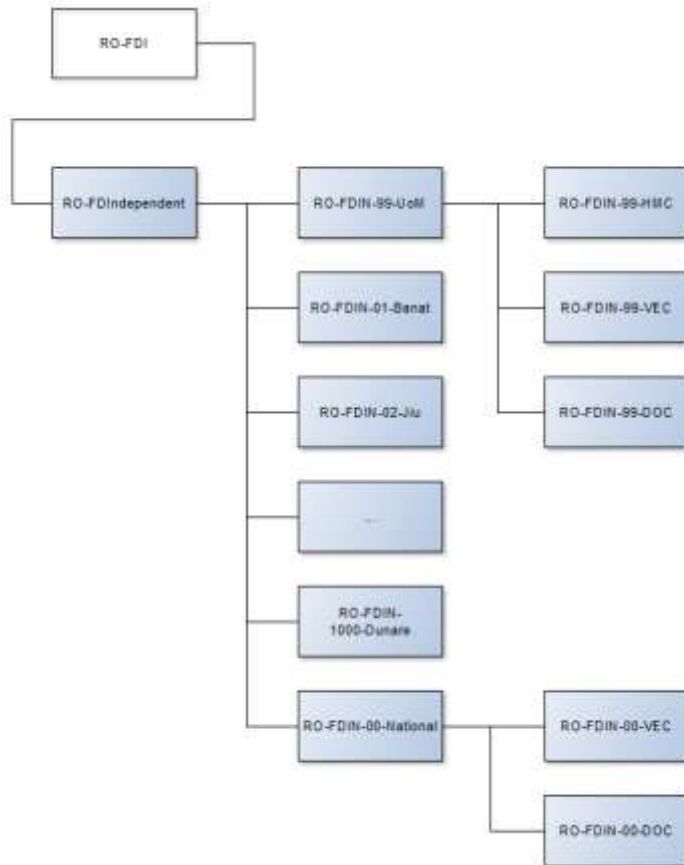 RO-FDI
RO-FDIndependent
RO-FDIN-99-UoM
RO-FDIN-99-HMC
RO-FDIN-01-Banat
RO-FDIN-99-VEC
RO-FDIN-02-Jiu
RO-FDIN-99-DOC
...
RO-FDIN-
1000-Dunare
RO-FDIN-00-National
RO-FDIN-00-VEC
RO-FDIN-00-DOC